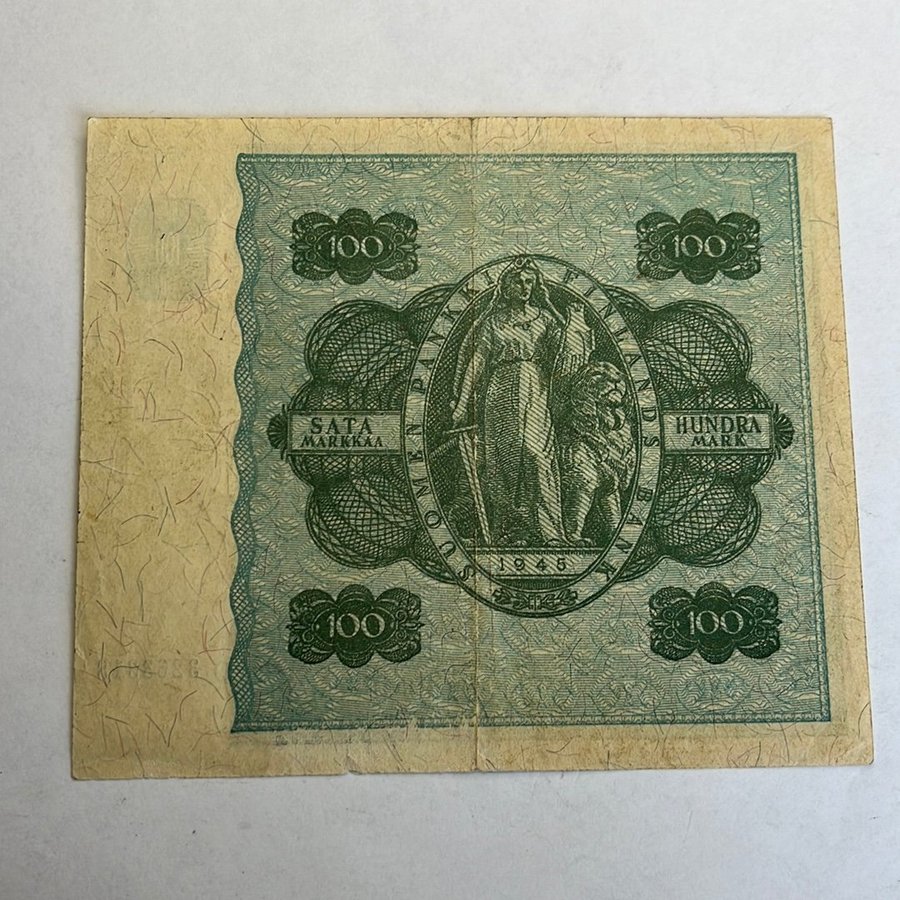 100
100
SUOMEN PANKKI
FINLANDS BANK
SATA
MARKKAA
HUNDRA
MARK
1945
100
100